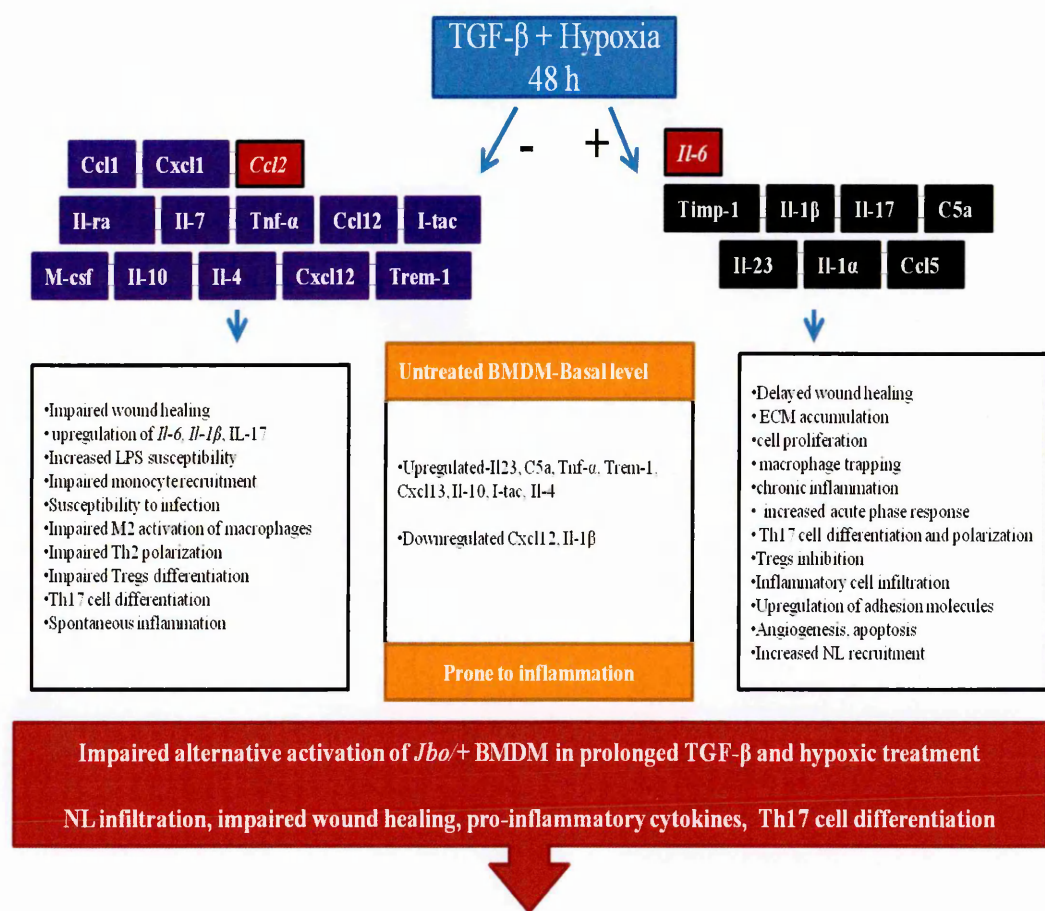 TGF-β + Hypoxia
48 h
- +
Ccl1 Cxcl1 Ccl2
Il-ra Il-7 Tnf-α Ccl12 I-tac
M-csf Il-10 Il-4 Cxcl12 Trem-1
Il-6
Timp-1 Il-1β Il-17 C5a
Il-23 Il-1α Ccl5
•Impaired wound healing
•upregulation of Il-6, Il-1β, IL-17
•Increased LPS susceptibility
•Impaired monocyte recruitment
•Susceptibility to infection
•Impaired M2 activation of macrophages
•Impaired Th2 polarization
•Impaired Tregs differentiation
•Th17 cell differentiation
•Spontaneous inflammation
Untreated BMDM-Basal level
•Upregulated-Il23, C5a, Tnf-α, Trem-1,
Cxcl13, Il-10, I-tac, Il-4
•Downregulated Cxcl12, Il-1β
Prone to inflammation
•Delayed wound healing
• ECM accumulation
•cell proliferation
• macrophage trapping
•chronic inflammation
• increased acute phase response
• Th17 cell differentiation and polarization
•Tregs inhibition
•Inflammatory cell infiltration
•Upregulation of adhesion molecules
•Angiogenesis, apoptosis
•Increased NL recruitment
Impaired alternative activation of Jbo/+ BMDM in prolonged TGF-β and hypoxic treatment
NL infiltration, impaired wound healing, pro-inflammatory cytokines, Th17 cell differentiation